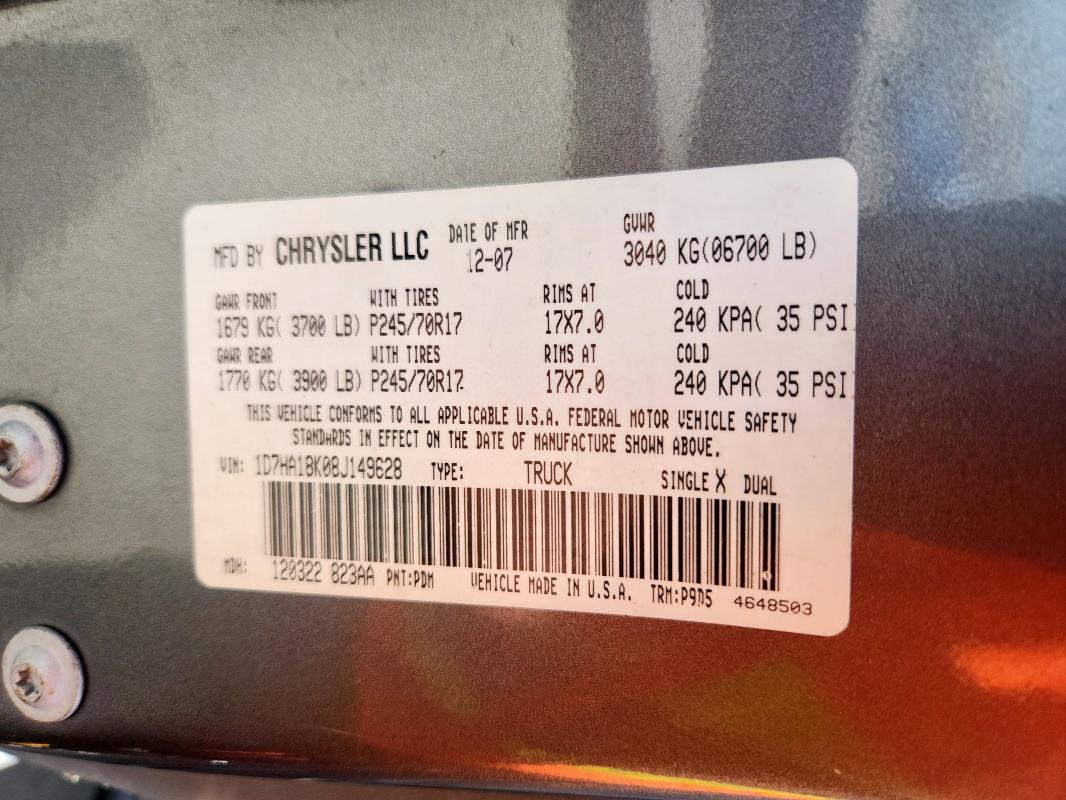 MFD BY CHRYSLER LLC DATE OF MFR 12-07 GVWR 3040 KG(06700 LB)
GAWR FRONT WITH TIRES RIMS AT COLD
1679 KG( 3700 LB) P245/70R17 17X7.0 240 KPA( 35 PSI)
GAWR REAR WITH TIRES RIMS AT COLD
1770 KG( 3900 LB) P245/70R17 17X7.0 240 KPA( 35 PSI)
THIS VEHICLE CONFORMS TO ALL APPLICABLE U.S.A. FEDERAL MOTOR VEHICLE SAFETY
STANDARDS IN EFFECT ON THE DATE OF MANUFACTURE SHOWN ABOVE.
VIN: 1D7HA18K08J149628 TYPE: TRUCK SINGLE X DUAL
MDH: 120322 823AA PNT:PDM VEHICLE MADE IN U.S.A. TRM:P9D5 4648503